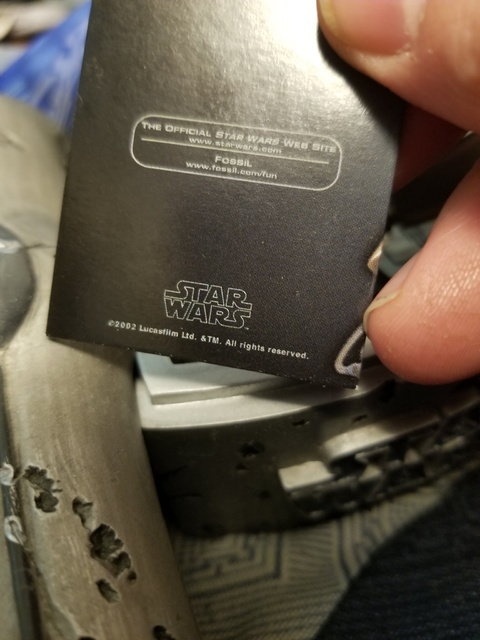 THE OFFICIAL STAR WARS WEB SITE
www.starwars.com
FOSSIL
www.fossil.com/fun
STAR
WARS
©2002 Lucasfilm Ltd. & TM. All rights reserved.